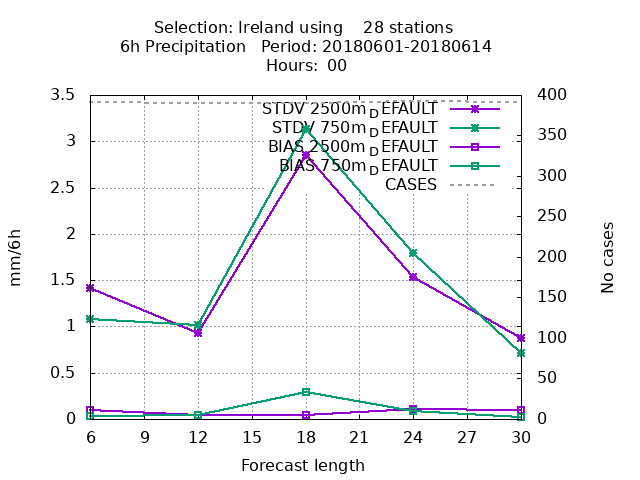 Selection: Ireland using 28 stations
6h Precipitation Period: 20180601-20180614
Hours: 00
3.5
3
2.5
2
1.5
1
0.5
0
mm/6h
STDV 2500m_DEFAULT
STDV 750m_DEFAULT
BIAS 2500m_DEFAULT
BIAS 750m_DEFAULT
CASES
400
350
300
250
200
150
100
50
0
No cases
6 9 12 15 18 21 24 27 30
Forecast length